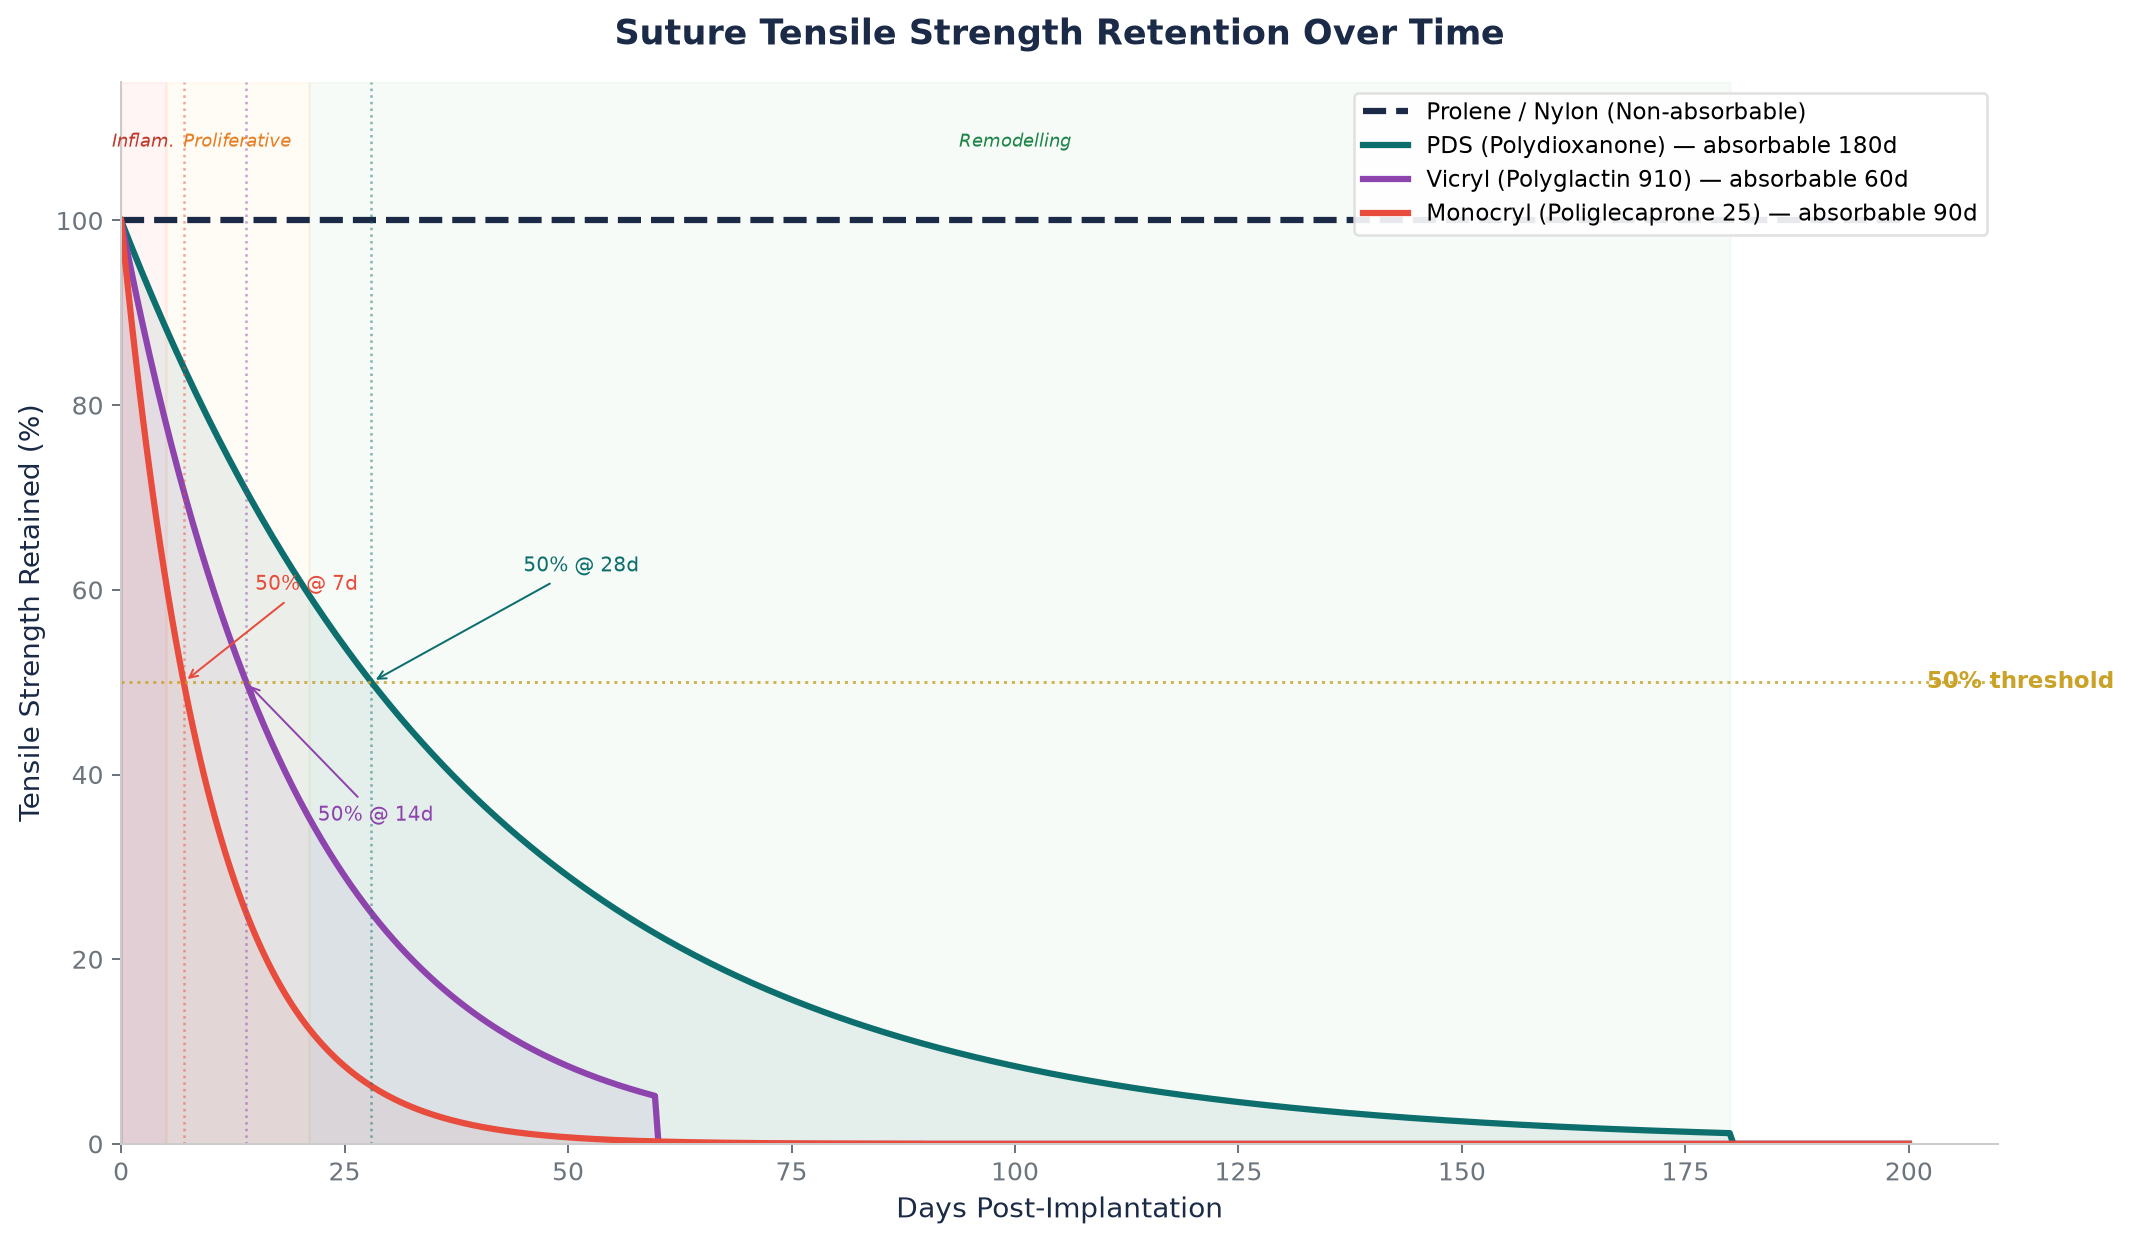 Suture Tensile Strength Retention Over Time
Inflam.
Proliferative
Remodelling
Prolene / Nylon (Non-absorbable)
PDS (Polydioxanone) — absorbable 180d
Vicryl (Polyglactin 910) — absorbable 60d
Monocryl (Poliglecaprone 25) — absorbable 90d
Tensile Strength Retained (%)
100
80
60
40
20
0
50% @ 28d
50% @ 7d
50% threshold
50% @ 14d
0
25
50
75
100
125
150
175
200
Days Post-Implantation